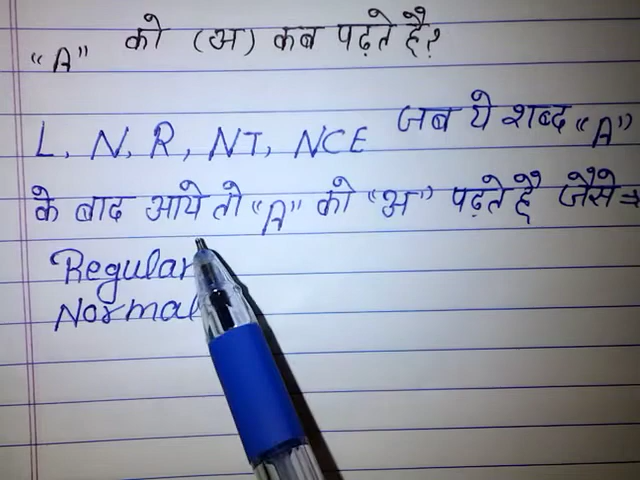 "A" को (अ) कब पढ़ते है?
L, N, R, NT, NCE जब ये शब्द "A"
के बाद आये तो "A" को "अ" पढ़ते है जैसे⇒
Regular
Normal